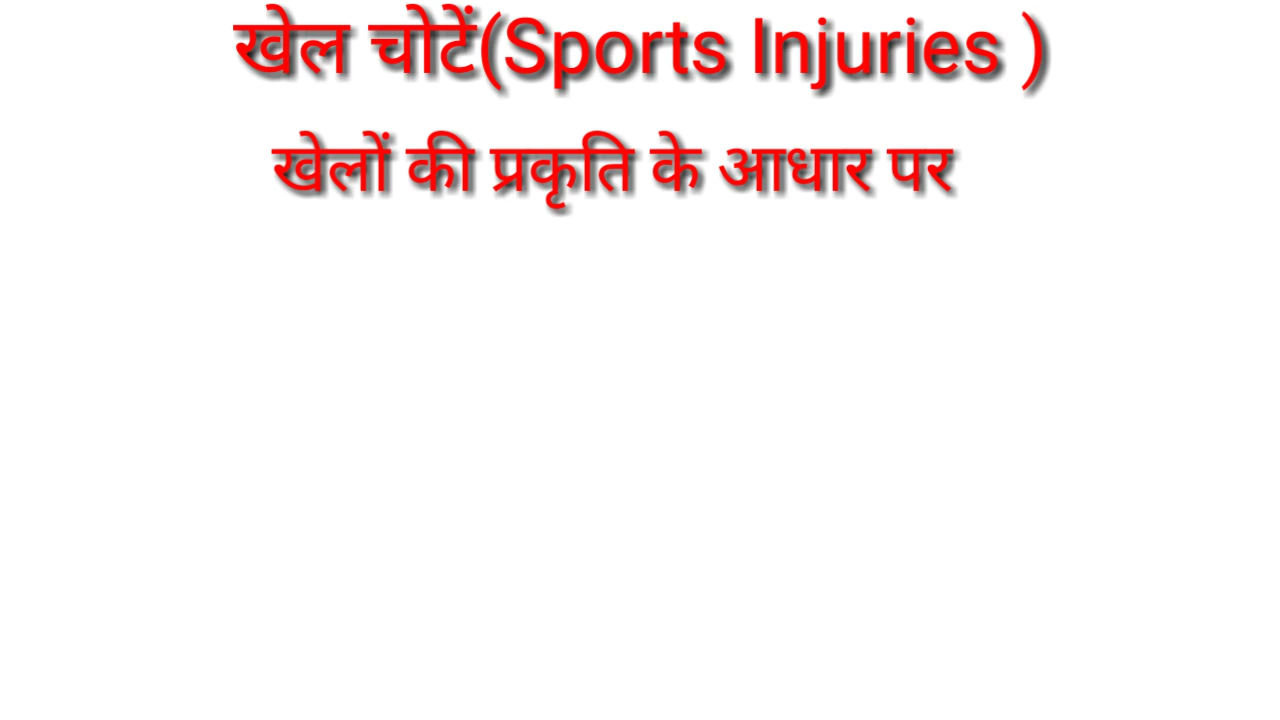 खेल चोटें(Sports Injuries )
खेलों की प्रकृति के आधार पर